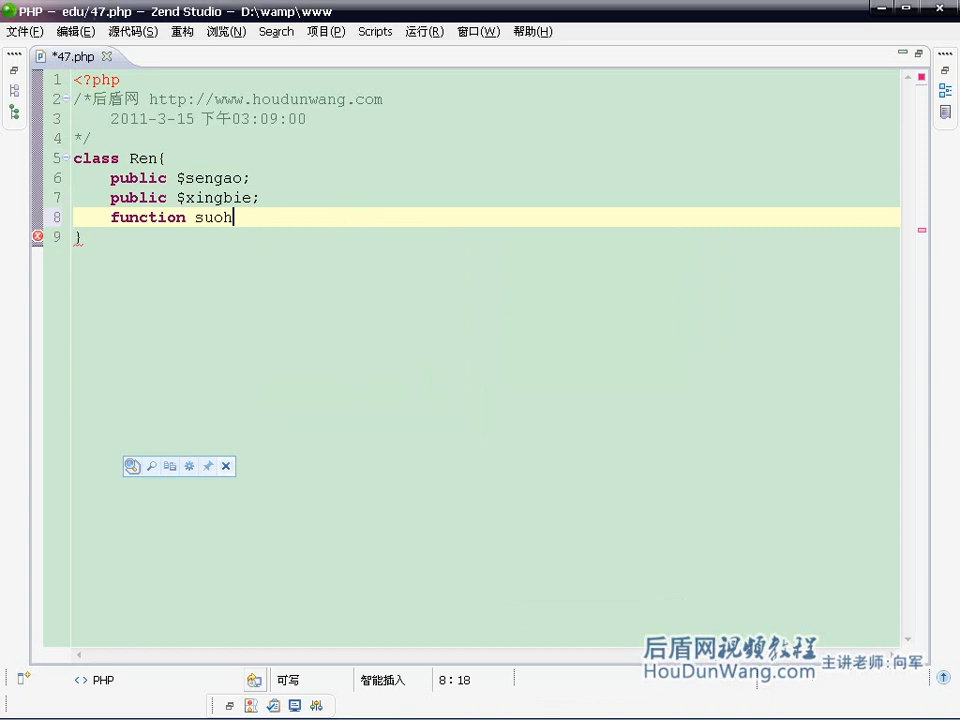 PHP - edu/47.php - Zend Studio - D:\wamp\www
文件(F) 编辑(E) 源代码(S) 重构 浏览(N) Search 项目(P) Scripts 运行(R) 窗口(W) 帮助(H)
*47.php
1 <?php
2 /*后盾网 http://www.houdunwang.com
3 2011-3-15 下午03:09:00
4 */
5 class Ren{
6 public $sengao;
7 public $xingbie;
8 function suoh
9 }
后盾网视频教程 主讲老师:向军
HouDunWang.com
<> PHP 可写 智能插入 8:18